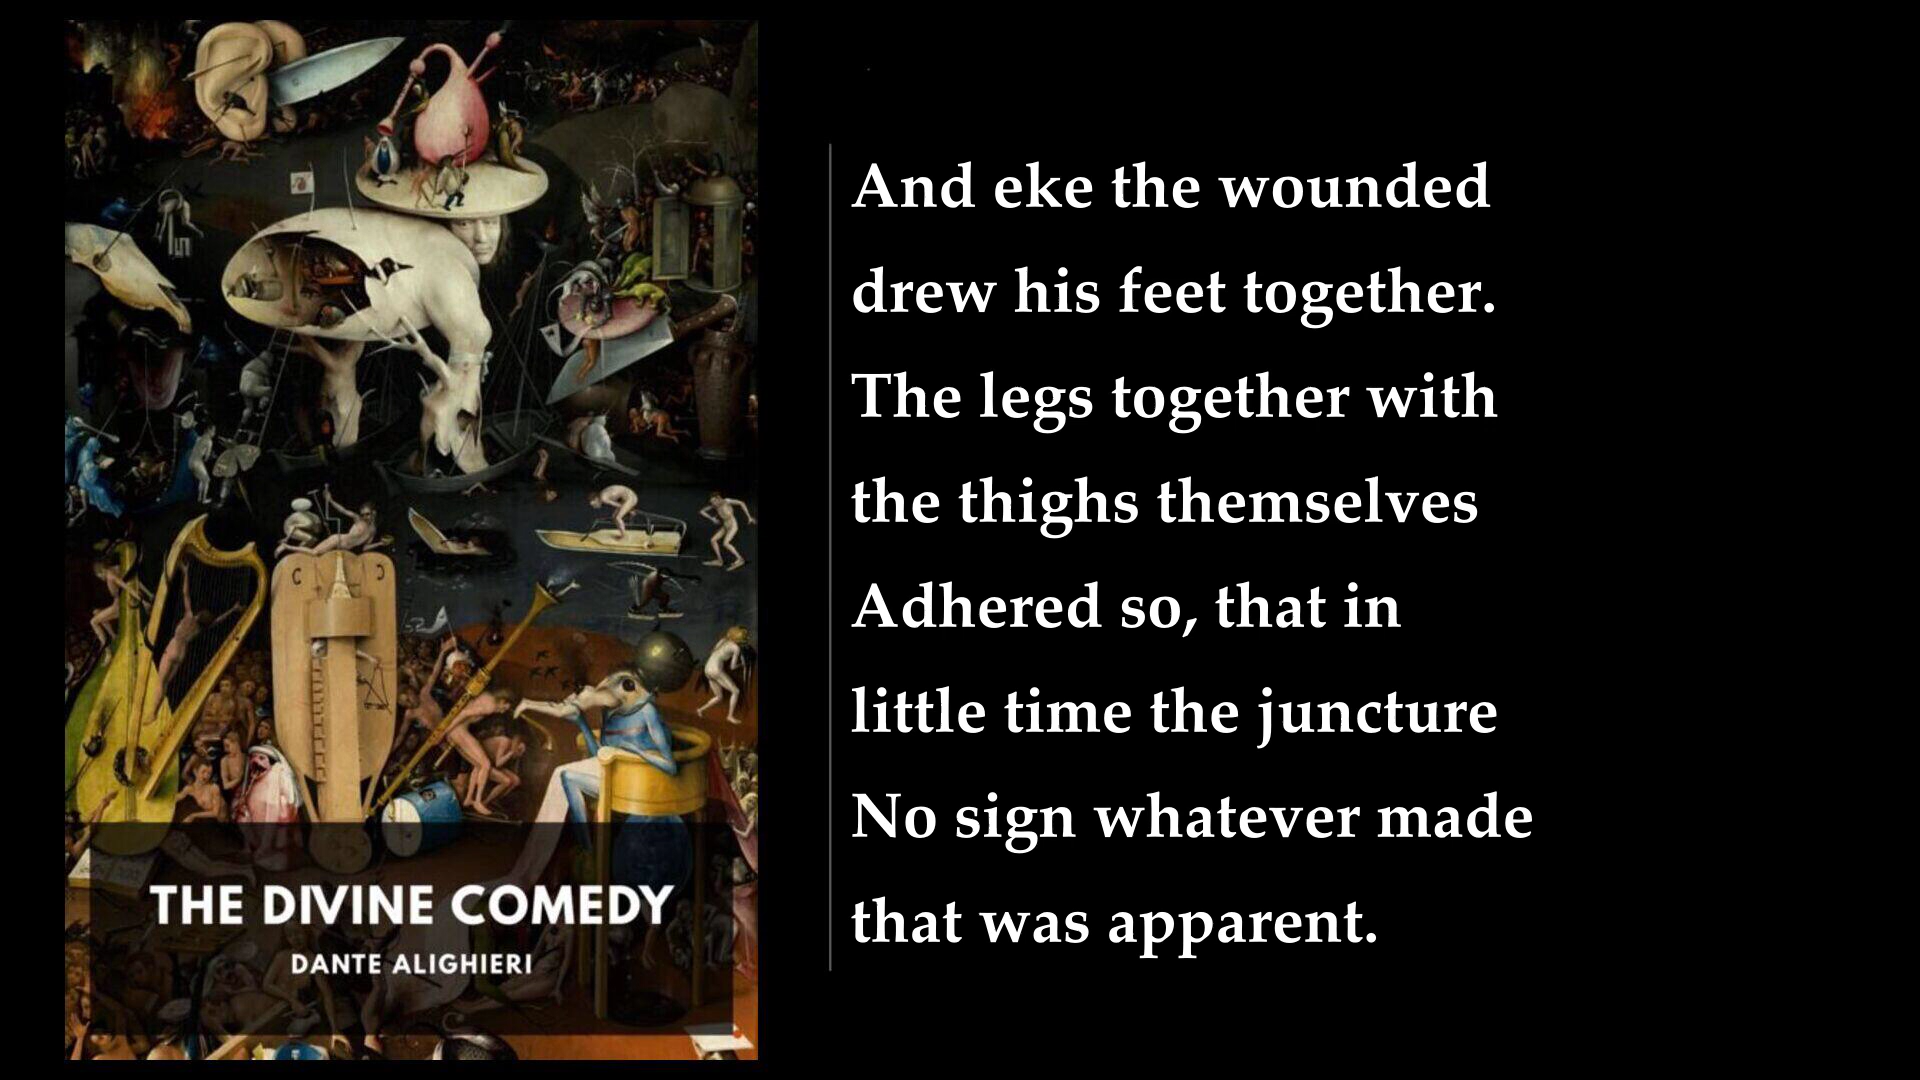 THE DIVINE COMEDY
DANTE ALIGHIERI
And eke the wounded
drew his feet together.
The legs together with
the thighs themselves
Adhered so, that in
little time the juncture
No sign whatever made
that was apparent.